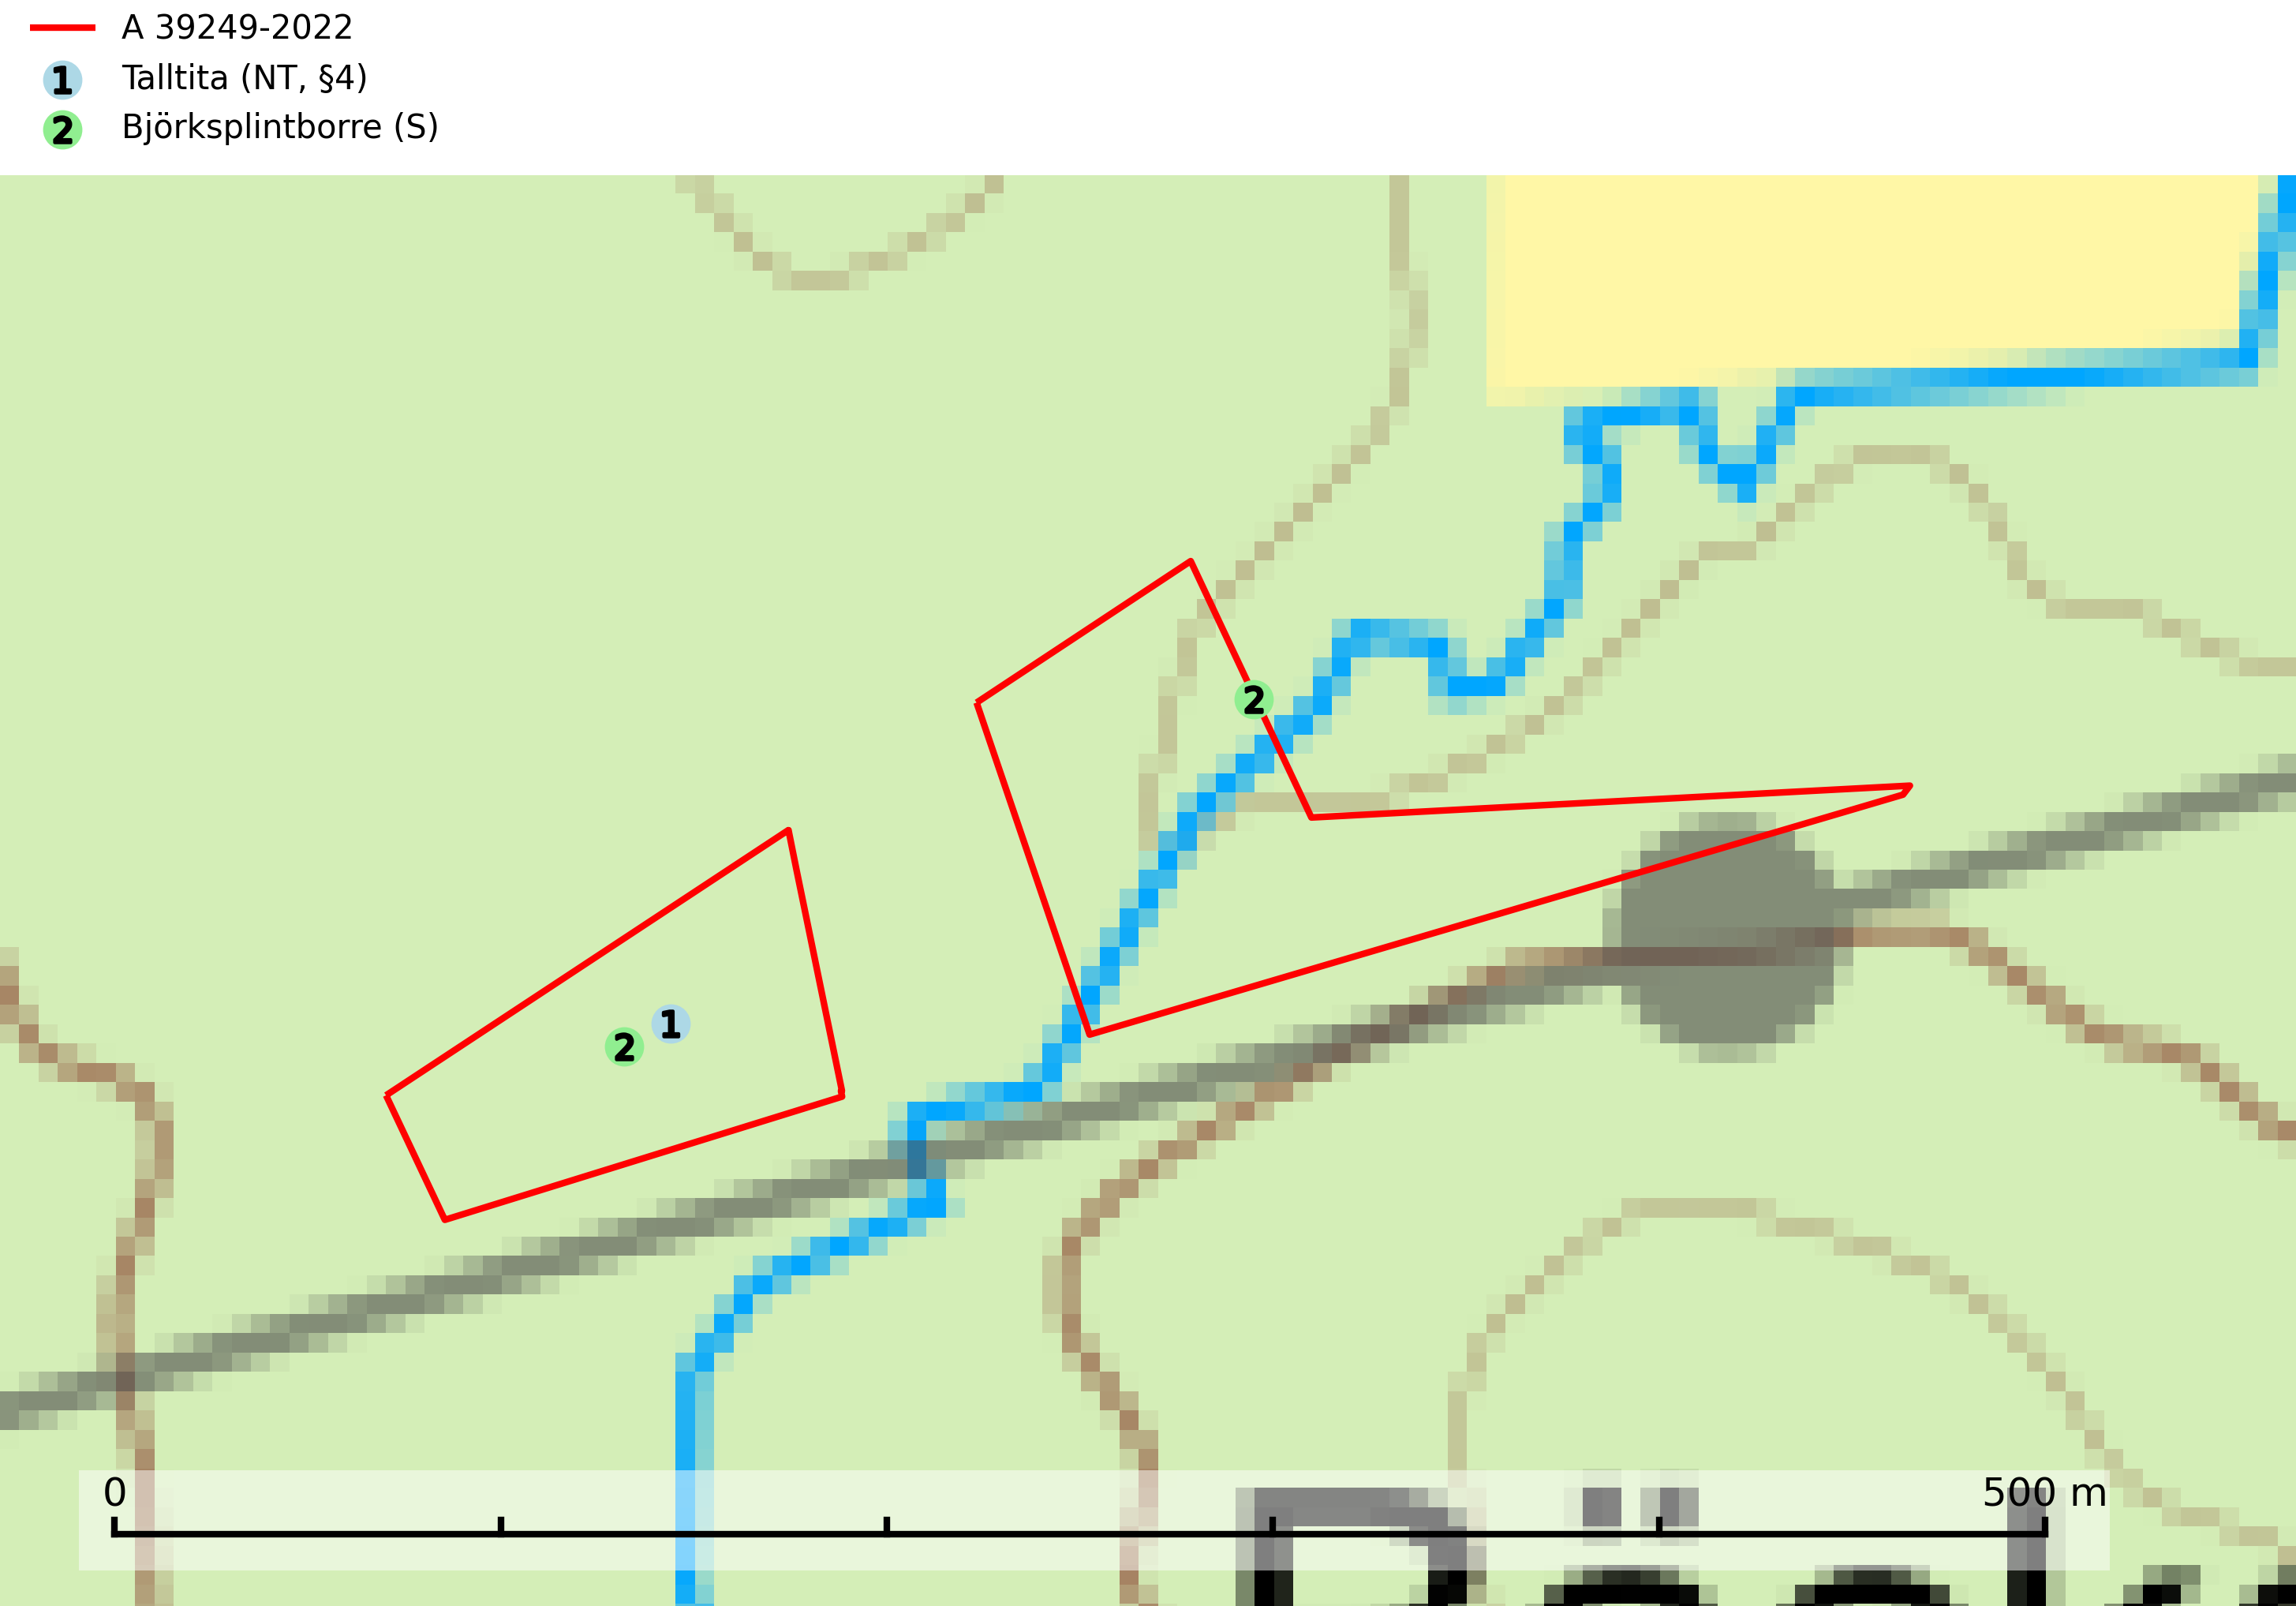 A 39249-2022
1 Talltita (NT, §4)
2 Björksplintborre (S)
2
2 1
0 500 m